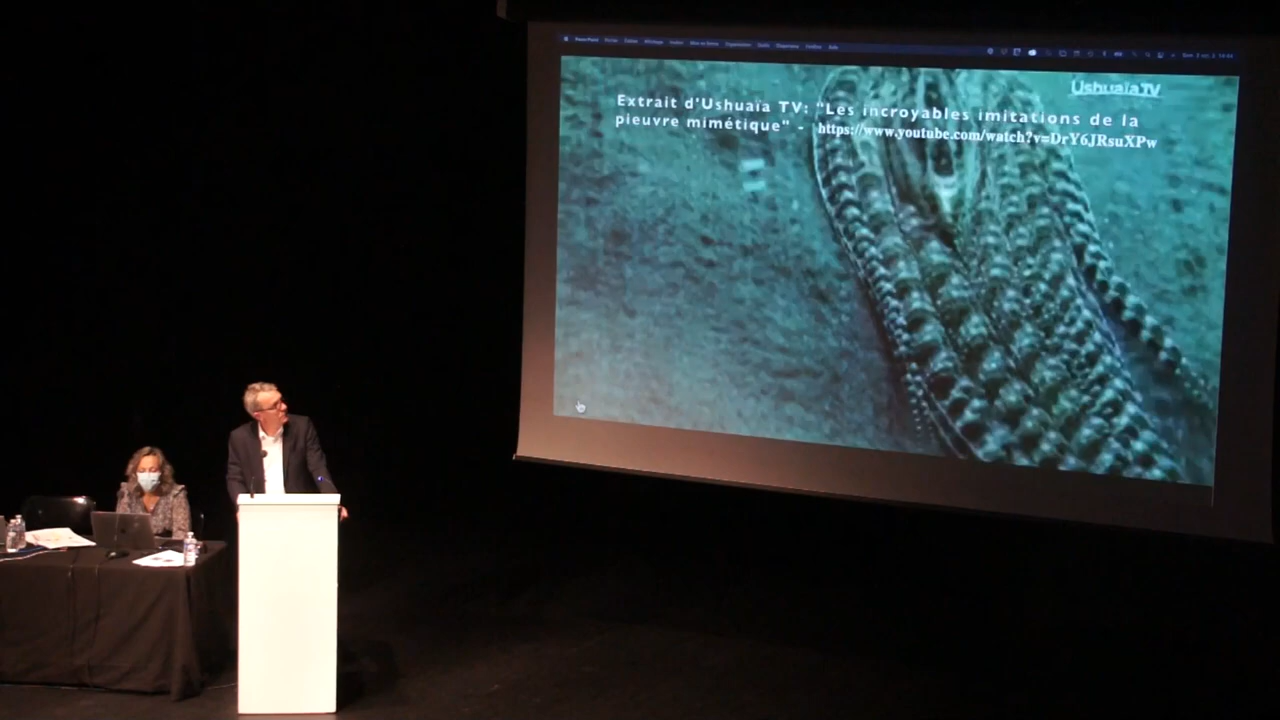 UshuaïaTV
Extrait d'Ushuaïa TV: "Les incroyables imitations de la
pieuvre mimétique" - https://www.youtube.com/watch?v=DrY6JRsuXPw